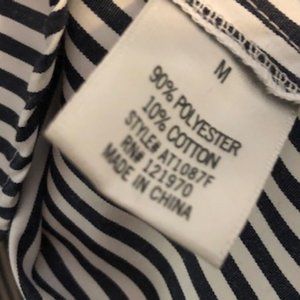 M
90% POLYESTER
10% COTTON
STYLE# AT1087F
RN# 121970
MADE IN CHINA